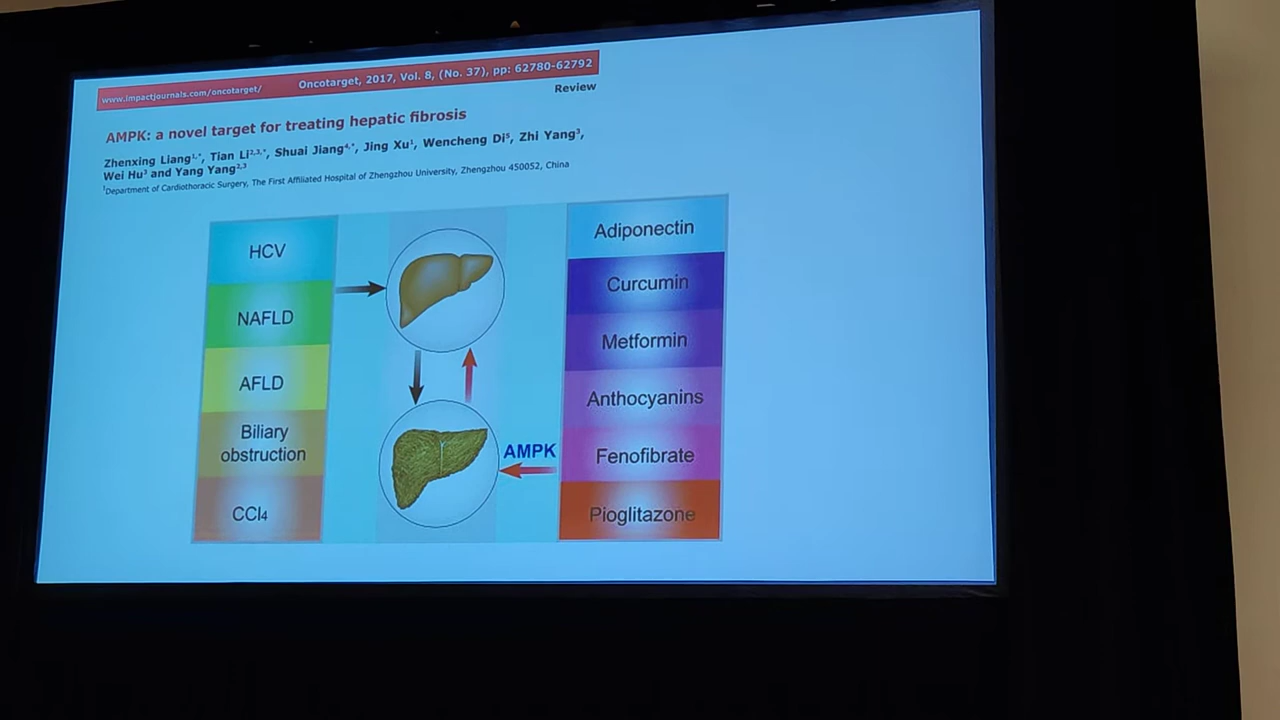 www.impactjournals.com/oncotarget/ Oncotarget, 2017, Vol. 8, (No. 37), pp: 62780-62792
Review
AMPK: a novel target for treating hepatic fibrosis
Zhenxing Liang1,*, Tian Li2,3,*, Shuai Jiang4,*, Jing Xu1, Wencheng Di5, Zhi Yang3,
Wei Hu3 and Yang Yang2,3
1Department of Cardiothoracic Surgery, The First Affiliated Hospital of Zhengzhou University, Zhengzhou 450052, China
HCV
NAFLD
AFLD
Biliary
obstruction
CCl4
AMPK
Adiponectin
Curcumin
Metformin
Anthocyanins
Fenofibrate
Pioglitazone